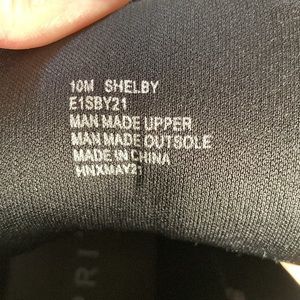 10M SHELBY
E1SBY21
MAN MADE UPPER
MAN MADE OUTSOLE
MADE IN CHINA
HNXMAY21